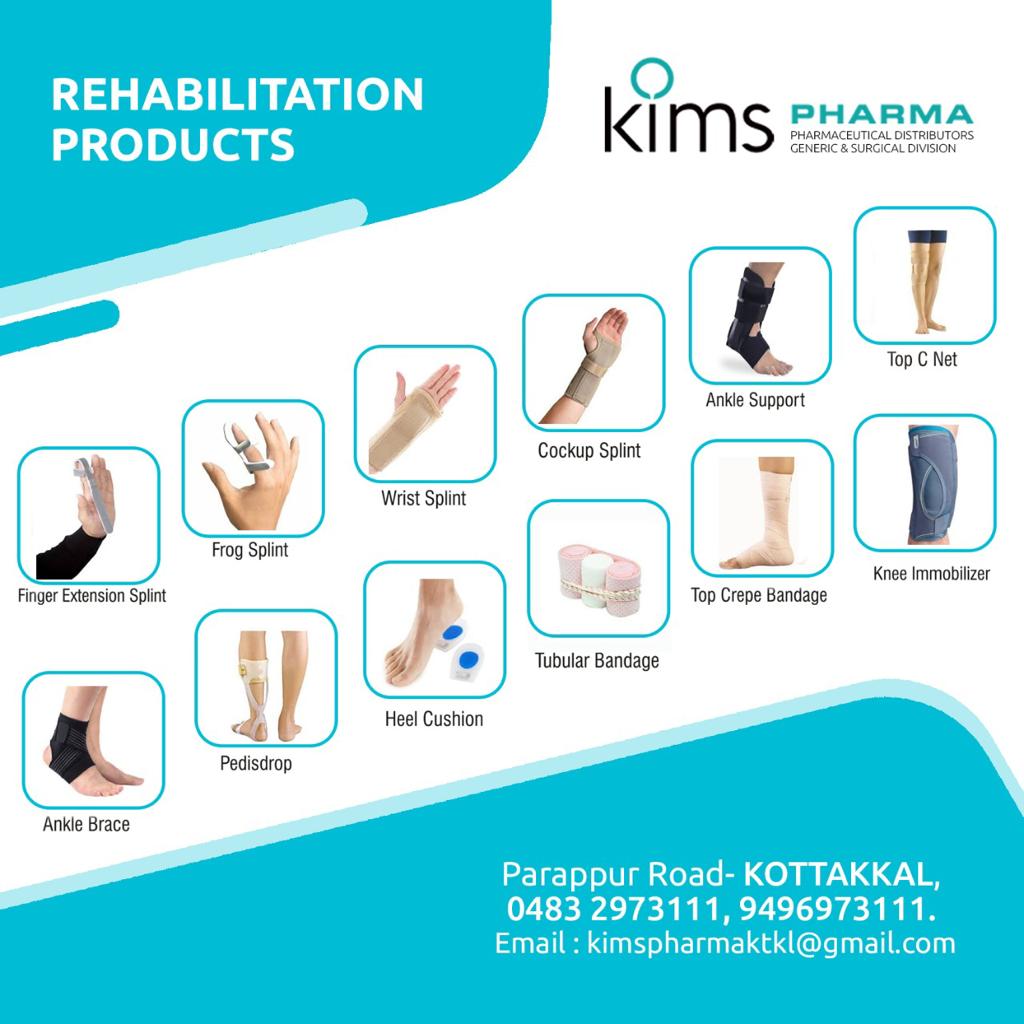 REHABILITATION
PRODUCTS
kims PHARMA
PHARMACEUTICAL DISTRIBUTORS
GENERIC & SURGICAL DIVISION
Top C Net
Ankle Support
Cockup Splint
Wrist Splint
Frog Splint
Finger Extension Splint
Knee Immobilizer
Top Crepe Bandage
Tubular Bandage
Heel Cushion
Pedisdrop
Ankle Brace
Parappur Road- KOTTAKKAL,
0483 2973111, 9496973111.
Email : kimspharmaktkl@gmail.com